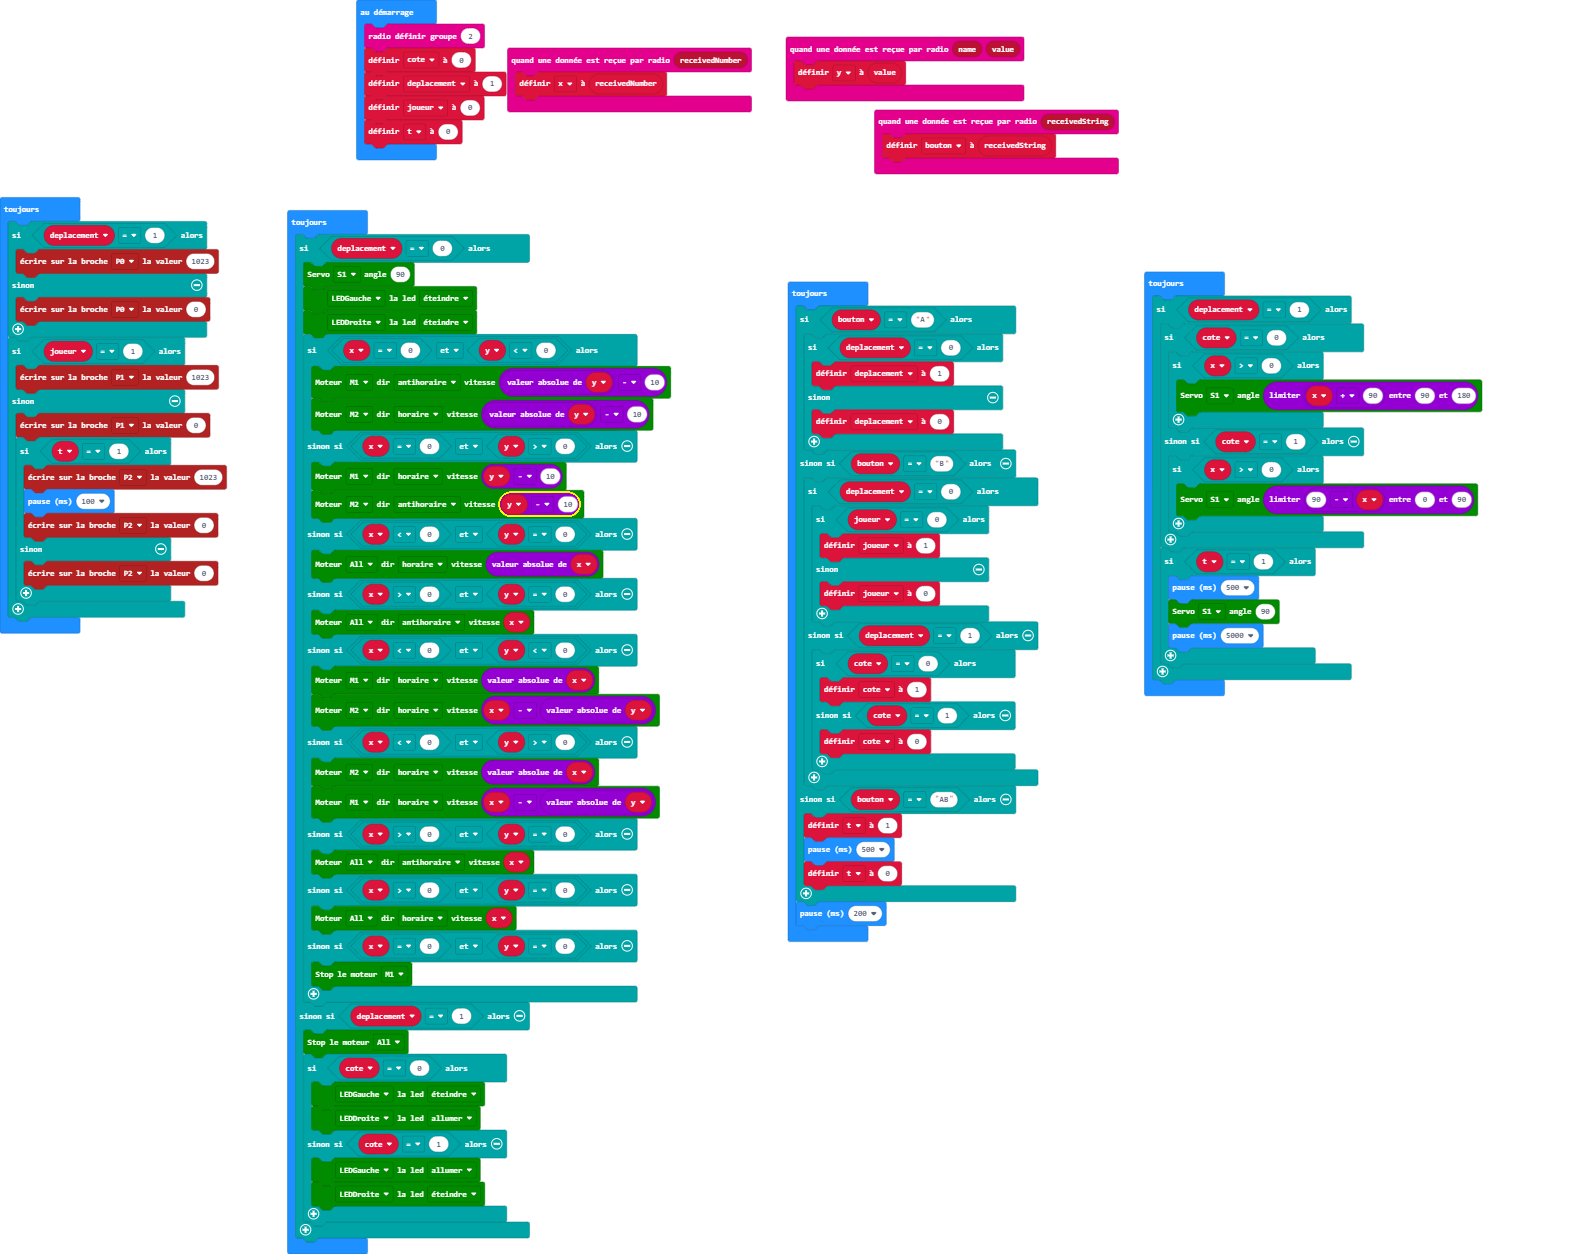 au démarrage
radio définir groupe 2
définir cote à 0
définir deplacement à 1
définir joueur à 0
définir t à 0
quand une donnée est reçue par radio receivedNumber
définir x à receivedNumber
quand une donnée est reçue par radio name value
définir y à value
quand une donnée est reçue par radio receivedString
définir bouton à receivedString
toujours
si deplacement = 1 alors
écrire sur la broche P0 la valeur 1023
sinon
écrire sur la broche P0 la valeur 0
si joueur = 1 alors
écrire sur la broche P1 la valeur 1023
sinon
écrire sur la broche P1 la valeur 0
si t = 1 alors
écrire sur la broche P2 la valeur 1023
pause (ms) 100
écrire sur la broche P2 la valeur 0
sinon
écrire sur la broche P2 la valeur 0
toujours
si deplacement = 0 alors
Servo S1 angle 90
LEDGauche la led éteindre
LEDDroite la led éteindre
si x = 0 et y < 0 alors
Moteur M1 dir antihoraire vitesse valeur absolue de y - 10
Moteur M2 dir horaire vitesse valeur absolue de y - 10
sinon si x = 0 et y > 0 alors
Moteur M1 dir horaire vitesse y - 10
Moteur M2 dir antihoraire vitesse y - 10
sinon si x < 0 et y = 0 alors
Moteur All dir horaire vitesse valeur absolue de x
sinon si x > 0 et y = 0 alors
Moteur All dir antihoraire vitesse x
sinon si x < 0 et y < 0 alors
Moteur M1 dir horaire vitesse valeur absolue de x
Moteur M2 dir horaire vitesse x - valeur absolue de y
sinon si x < 0 et y > 0 alors
Moteur M2 dir horaire vitesse valeur absolue de x
Moteur M1 dir horaire vitesse x - valeur absolue de y
sinon si x > 0 et y = 0 alors
Moteur All dir antihoraire vitesse x
sinon si x > 0 et y = 0 alors
Moteur All dir horaire vitesse x
sinon si x = 0 et y = 0 alors
Stop le moteur M1
sinon si deplacement = 1 alors
Stop le moteur All
si cote = 0 alors
LEDGauche la led éteindre
LEDDroite la led allumer
sinon si cote = 1 alors
LEDGauche la led allumer
LEDDroite la led éteindre
toujours
si bouton = "A" alors
si deplacement = 0 alors
définir deplacement à 1
sinon
définir deplacement à 0
sinon si bouton = "B" alors
si deplacement = 0 alors
si joueur = 0 alors
définir joueur à 1
sinon
définir joueur à 0
sinon si deplacement = 1 alors
si cote = 0 alors
définir cote à 1
sinon si cote = 1 alors
définir cote à 0
sinon si bouton = "AB" alors
définir t à 1
pause (ms) 500
définir t à 0
pause (ms) 200
toujours
si deplacement = 1 alors
si cote = 0 alors
si x > 0 alors
Servo S1 angle limiter x + 90 entre 90 et 180
sinon si cote = 1 alors
si x > 0 alors
Servo S1 angle limiter 90 - x entre 0 et 90
si t = 1 alors
pause (ms) 500
Servo S1 angle 90
pause (ms) 5000